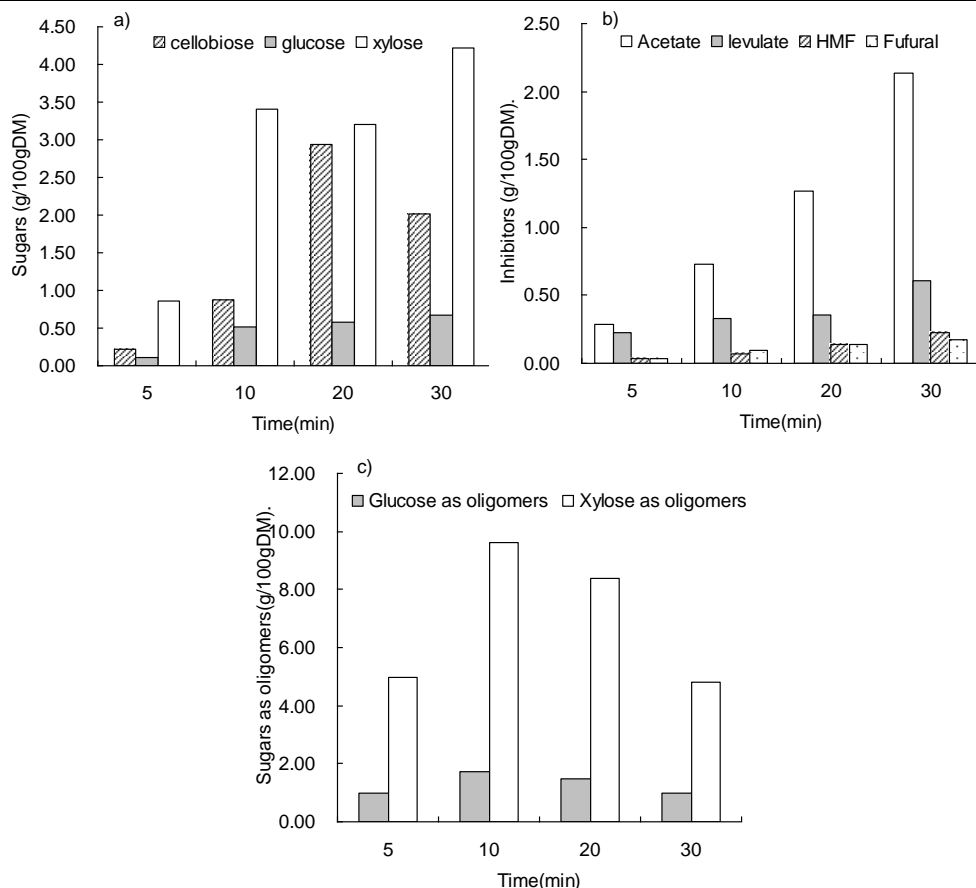 a)
cellobiose glucose xylose
Sugars (g/100gDM)
4.50
4.00
3.50
3.00
2.50
2.00
1.50
1.00
0.50
0.00
5 10 20 30
Time(min)
b)
Acetate levulate HMF Fufural
Inhibitors (g/100gDM).
2.50
2.00
1.50
1.00
0.50
0.00
5 10 20 30
Time(min)
c)
Glucose as oligomers Xylose as oligomers
Sugars as oligomers(g/100gDM).
12.00
10.00
8.00
6.00
4.00
2.00
0.00
5 10 20 30
Time(min)